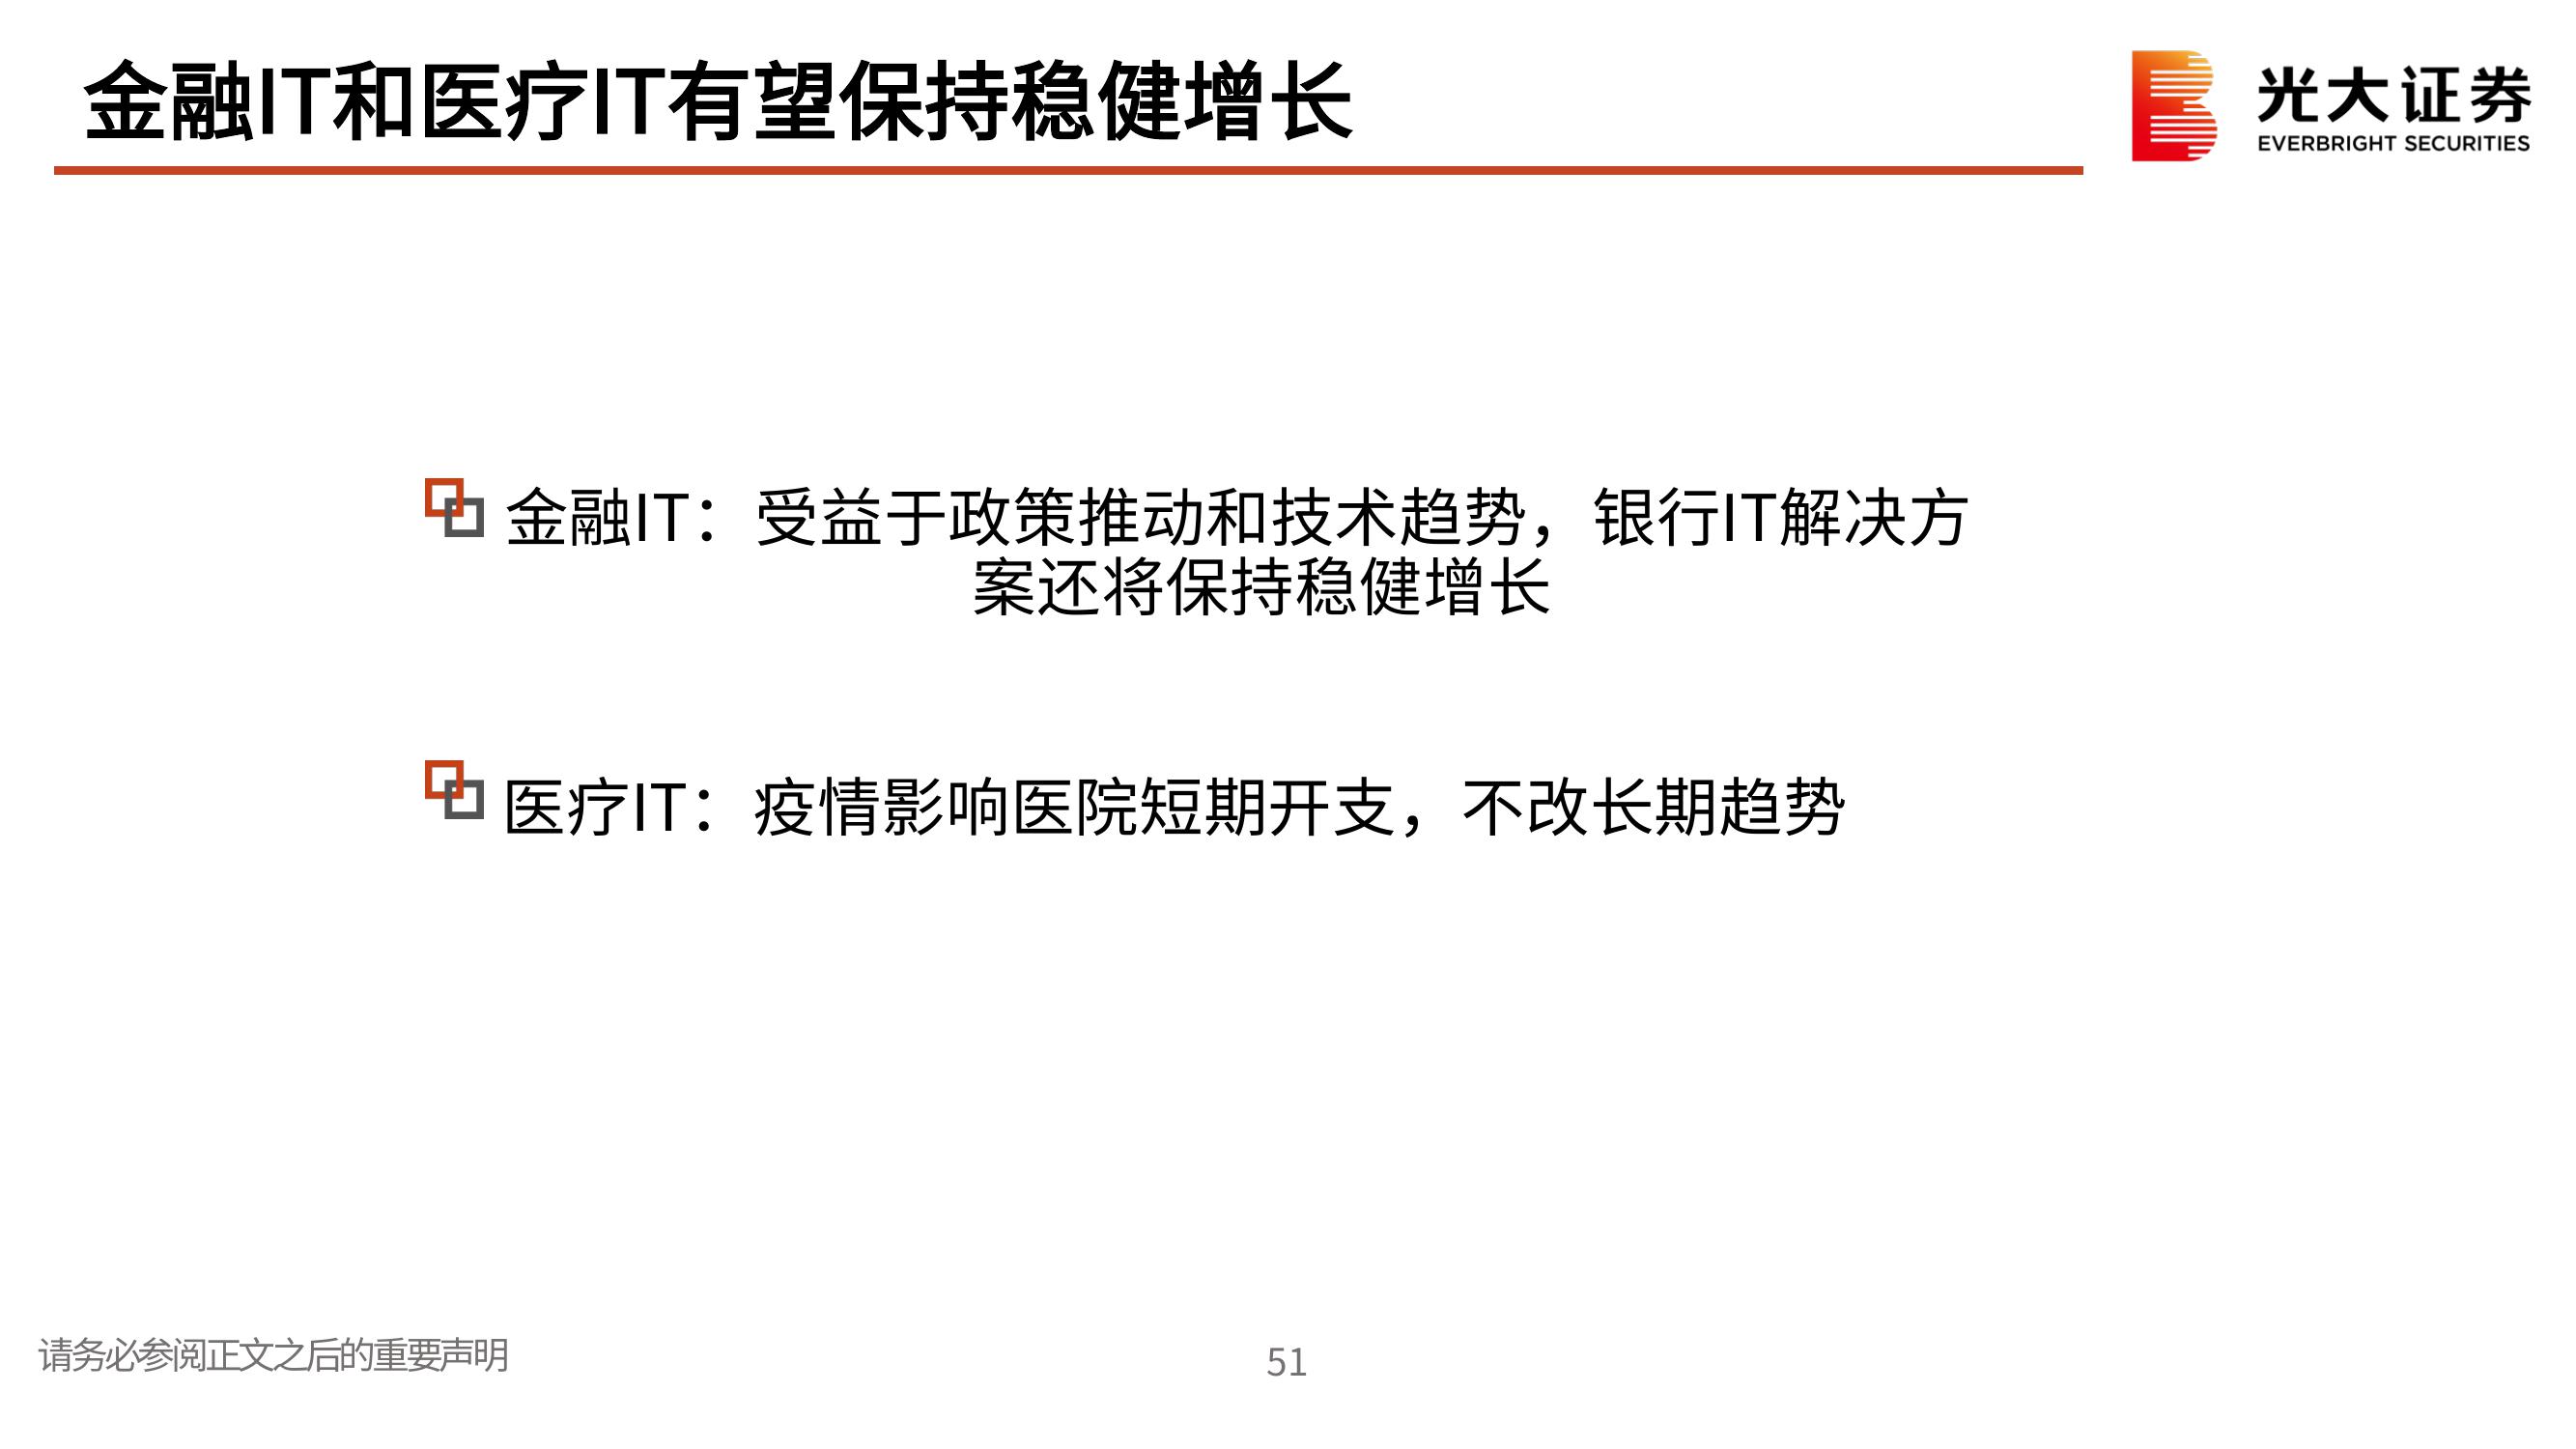 金融IT和医疗IT有望保持稳健增长
光大证券
EVERBRIGHT SECURITIES
金融IT：受益于政策推动和技术趋势，银行IT解决方
案还将保持稳健增长
医疗IT：疫情影响医院短期开支，不改长期趋势
请务必参阅正文之后的重要声明
51